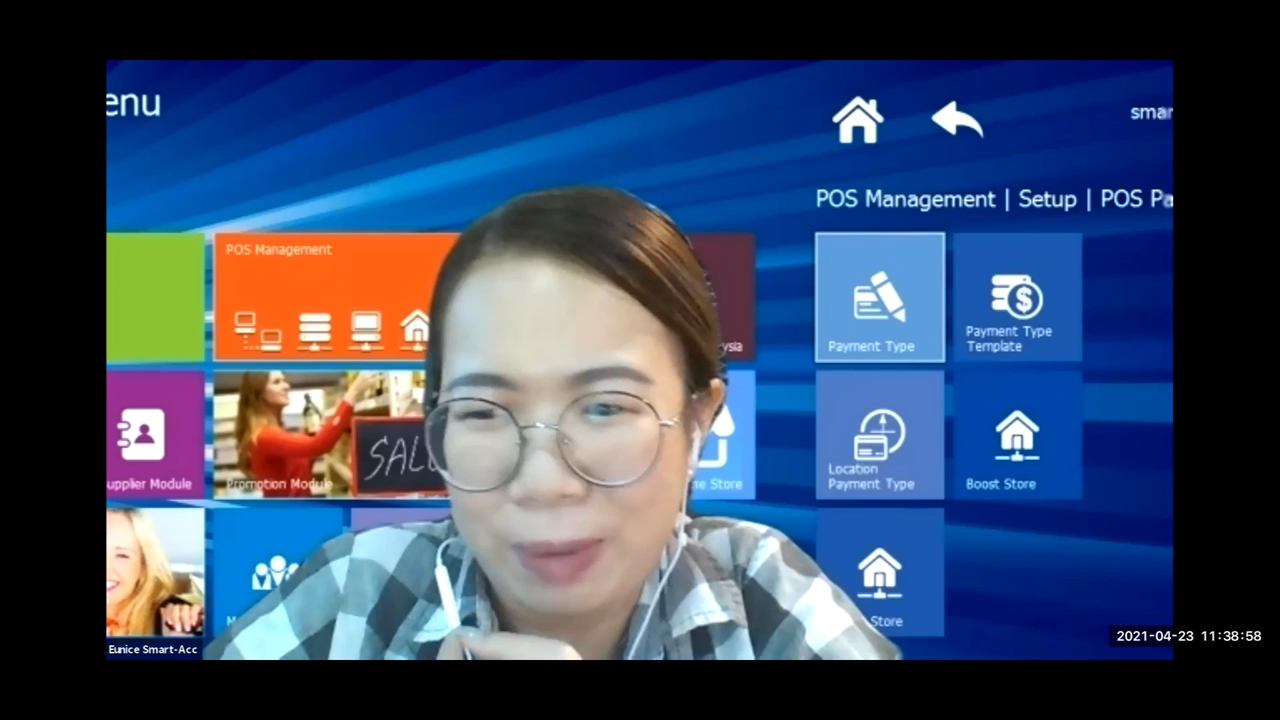 enu
smar
POS Management | Setup | POS Pa
POS Management
ysia
Payment Type
Payment Type
Template
upplier Module
Promotion Module
SAL
ne Store
Location
Payment Type
Boost Store
Store
Eunice Smart-Acc
2021-04-23 11:38:58